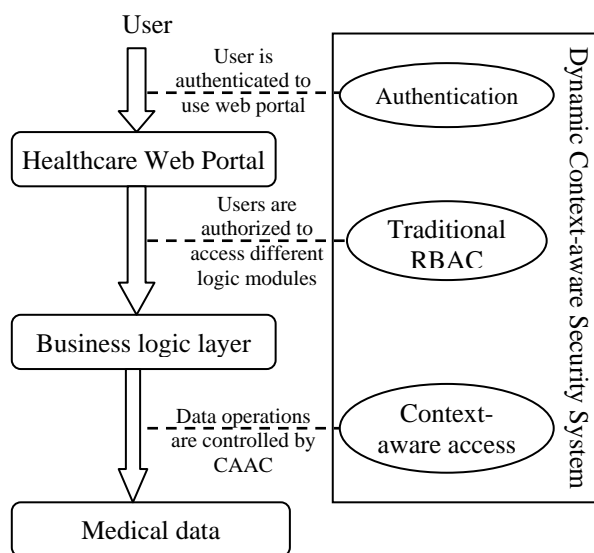 User
User is
authenticated to
use web portal
Authentication
Healthcare Web Portal
Users are
authorized to
access different
logic modules
Traditional
RBAC
Business logic layer
Data operations
are controlled by
CAAC
Context-
aware access
Medical data
Dynamic Context-aware Security System